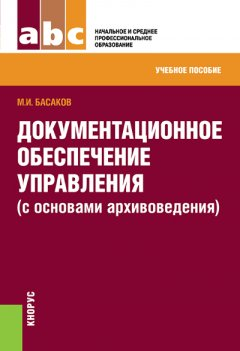 abc
НАЧАЛЬНОЕ И СРЕДНЕЕ
ПРОФЕССИОНАЛЬНОЕ
ОБРАЗОВАНИЕ
УЧЕБНОЕ ПОСОБИЕ
М.И. БАСАКОВ
ДОКУМЕНТАЦИОННОЕ
ОБЕСПЕЧЕНИЕ
УПРАВЛЕНИЯ
(с основами архивоведения)
КНОРУС